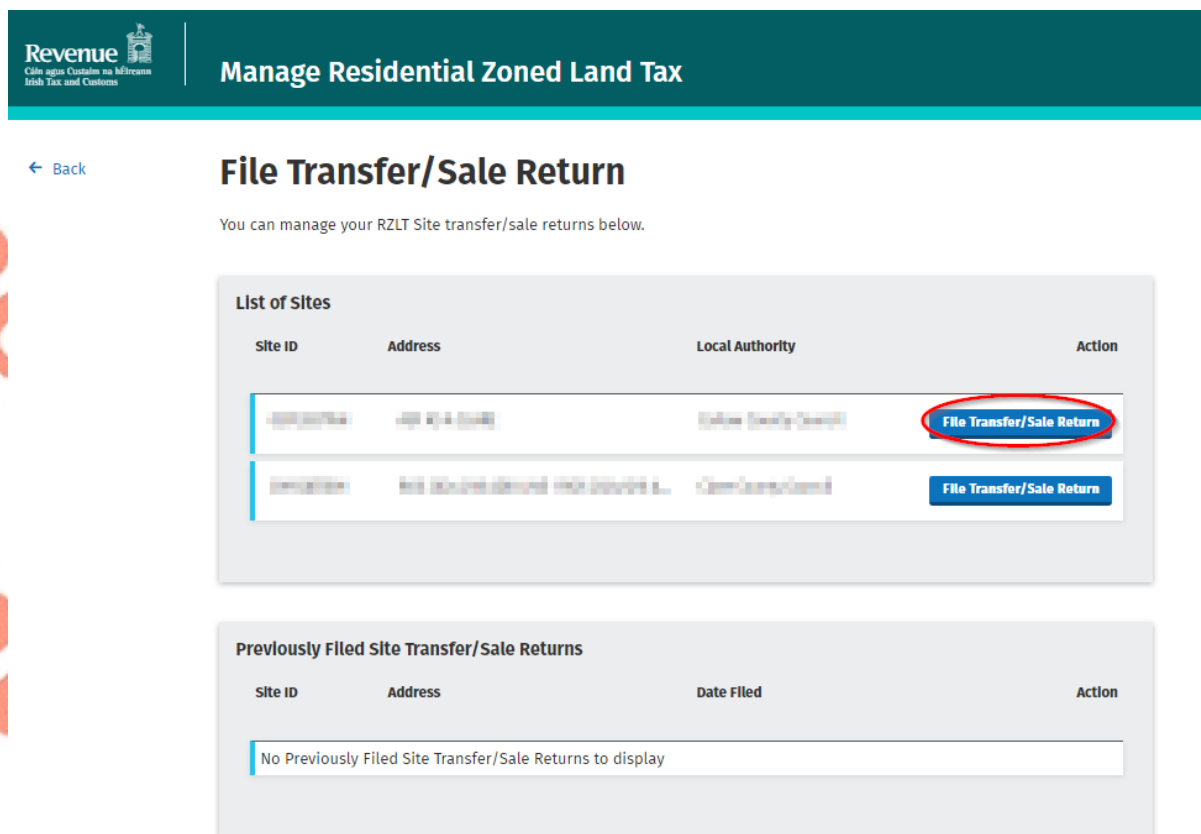 Revenue
Cáin agus Custaim na hÉireann
Irish Tax and Customs
Manage Residential Zoned Land Tax
← Back
File Transfer/Sale Return
You can manage your RZLT Site transfer/sale returns below.
List of Sites
Site ID Address Local Authority Action
File Transfer/Sale Return
File Transfer/Sale Return
Previously Filed Site Transfer/Sale Returns
Site ID Address Date Filed Action
No Previously Filed Site Transfer/Sale Returns to display